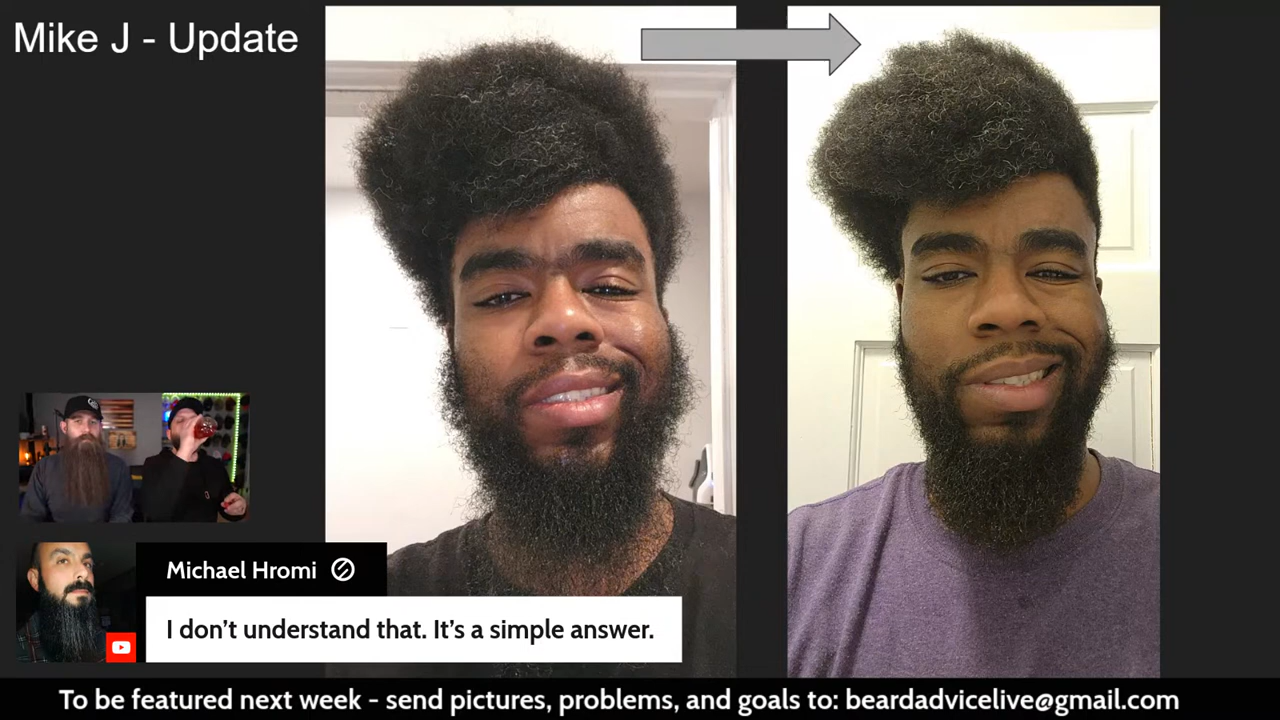 Mike J - Update
Michael Hromi
I don't understand that. It's a simple answer.
To be featured next week - send pictures, problems, and goals to: beardadvicelive@gmail.com